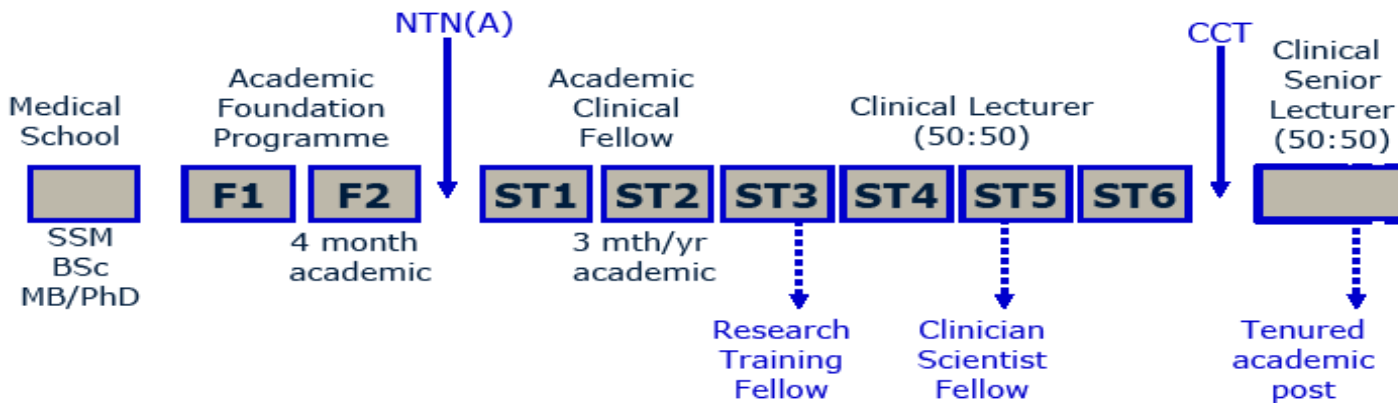 NTN(A)
CCT
Medical
School
Academic
Foundation
Programme
Academic
Clinical
Fellow
Clinical Lecturer
(50:50)
Clinical
Senior
Lecturer
(50:50)
F1
F2
ST1
ST2
ST3
ST4
ST5
ST6
SSM
BSc
MB/PhD
4 month
academic
3 mth/yr
academic
Research
Training
Fellow
Clinician
Scientist
Fellow
Tenured
academic
post